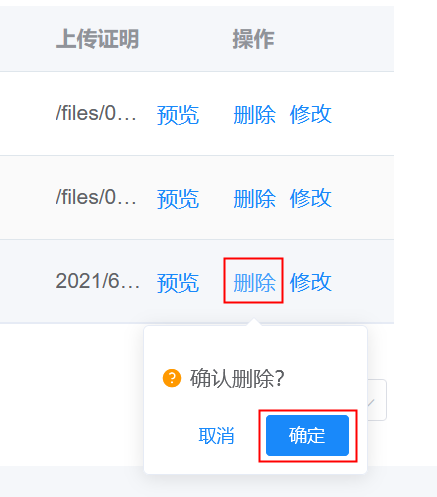 上传证明 操作
/files/0… 预览 删除 修改
/files/0… 预览 删除 修改
2021/6… 预览 删除 修改
确认删除?
取消 确定